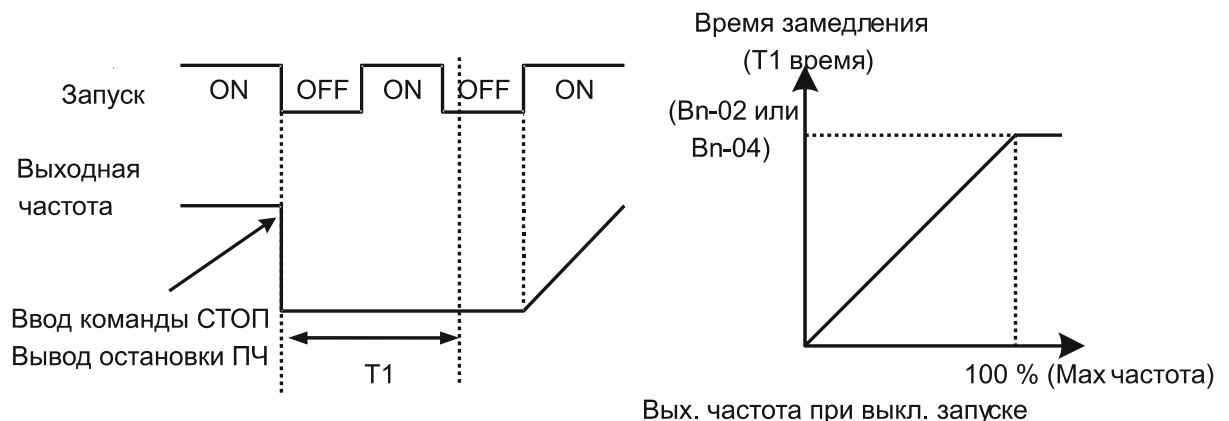 Запуск
ON OFF ON OFF ON
Выходная
частота
Ввод команды СТОП
Вывод остановки ПЧ
T1
Время замедления
(T1 время)
(Bn-02 или
Bn-04)
100 % (Max частота)
Вых. частота при выкл. запуске